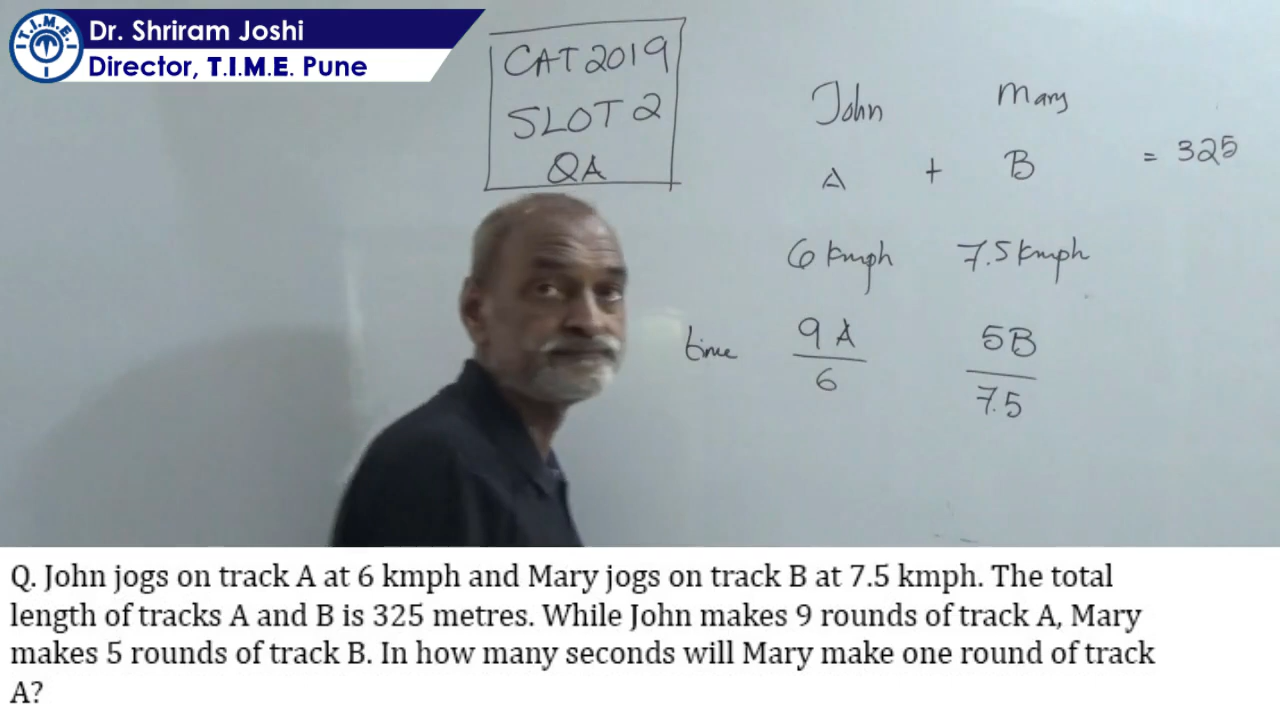 T.I.M.E.
Dr. Shriram Joshi
Director, T.I.M.E. Pune
CAT 2019
SLOT 2
QA
John Mary
A + B = 325
6 kmph 7.5 kmph
time 9A/6 5B/7.5
Q. John jogs on track A at 6 kmph and Mary jogs on track B at 7.5 kmph. The total
length of tracks A and B is 325 metres. While John makes 9 rounds of track A, Mary
makes 5 rounds of track B. In how many seconds will Mary make one round of track
A?